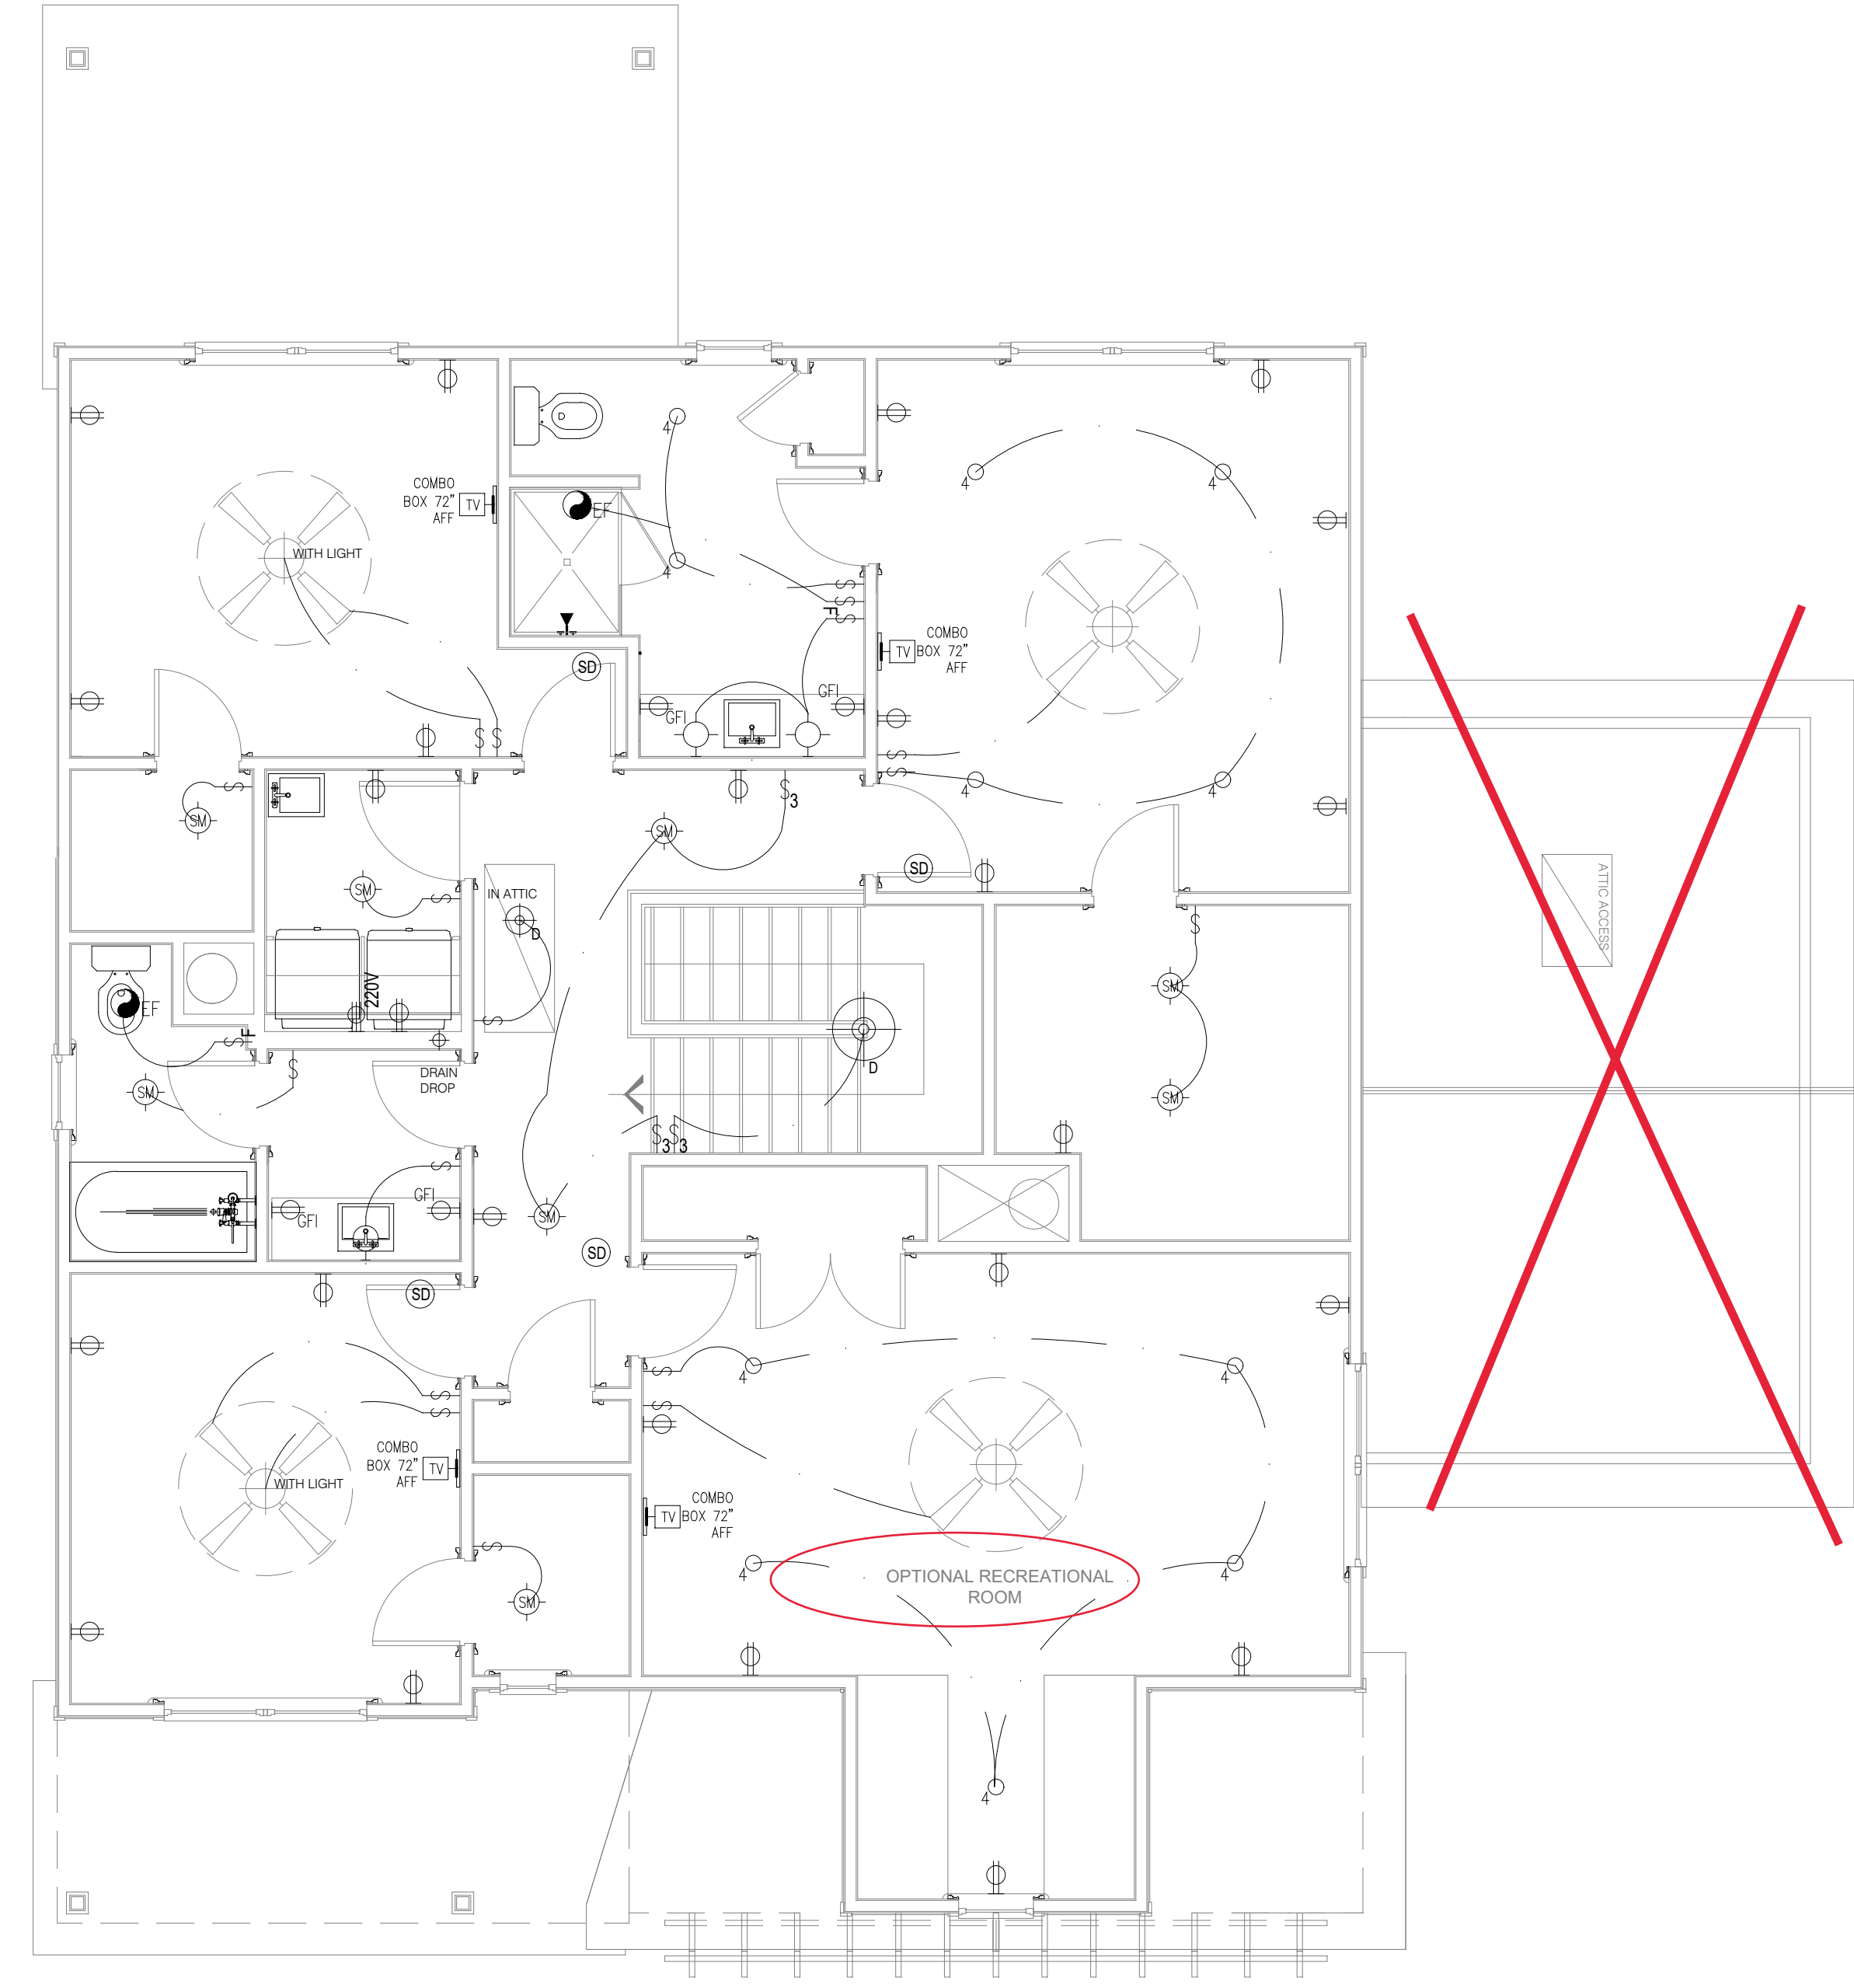 4
COMBO
BOX 72"
AFF
TV
EF
WITH LIGHT
4
4
4
S
S
F
S
COMBO
BOX 72"
AFF
TV
SD
GFI
GFI
S S
S
S
4
4
S
SM
S
3
SM
SD
SM
S
IN ATTIC
D
ATTIC ACCESS
S
SM
220V
EF
S
F
S
D
DRAIN
DROP
S
SM
SM
S
3
S
3
S
GFI
GFI
SM
SD
SD
S
4
4
S
S
S
COMBO
BOX 72"
AFF
TV
WITH LIGHT
COMBO
BOX 72"
AFF
TV
S
4
4
OPTIONAL RECREATIONAL
ROOM
SM
4